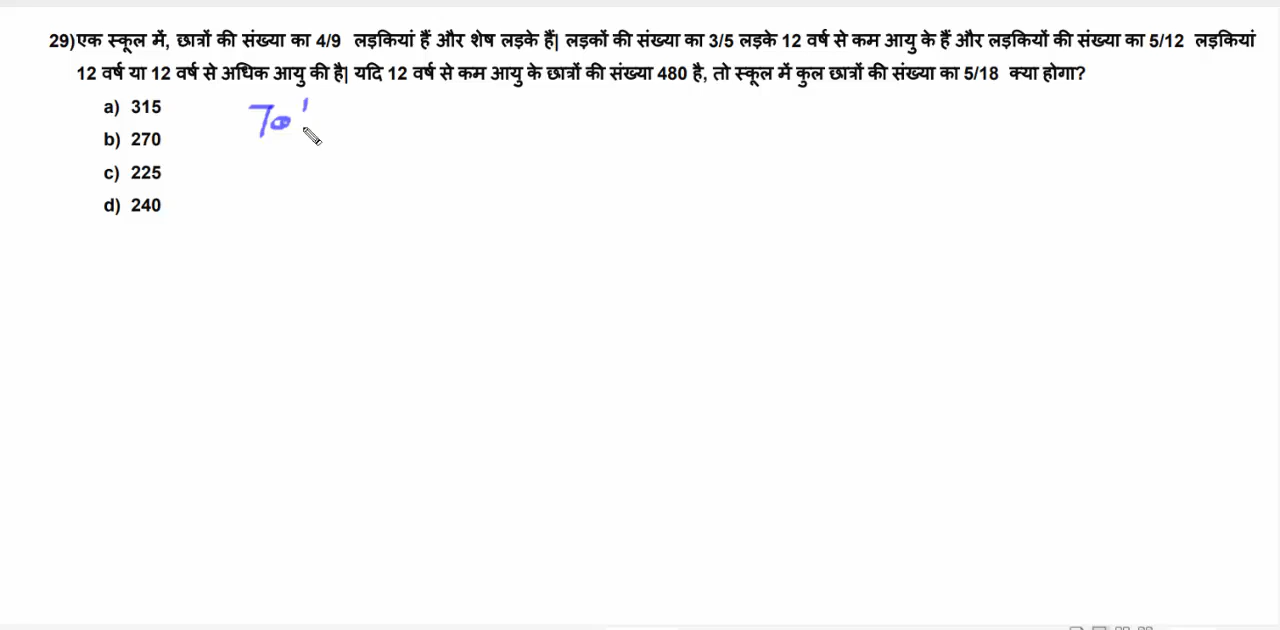 29)एक स्कूल में, छात्रों की संख्या का 4/9 लड़कियां हैं और शेष लड़के हैं| लड़कों की संख्या का 3/5 लड़के 12 वर्ष से कम आयु के हैं और लड़कियों की संख्या का 5/12 लड़कियां
12 वर्ष या 12 वर्ष से अधिक आयु की है| यदि 12 वर्ष से कम आयु के छात्रों की संख्या 480 है, तो स्कूल में कुल छात्रों की संख्या का 5/18 क्या होगा?
a) 315
b) 270
c) 225
d) 240